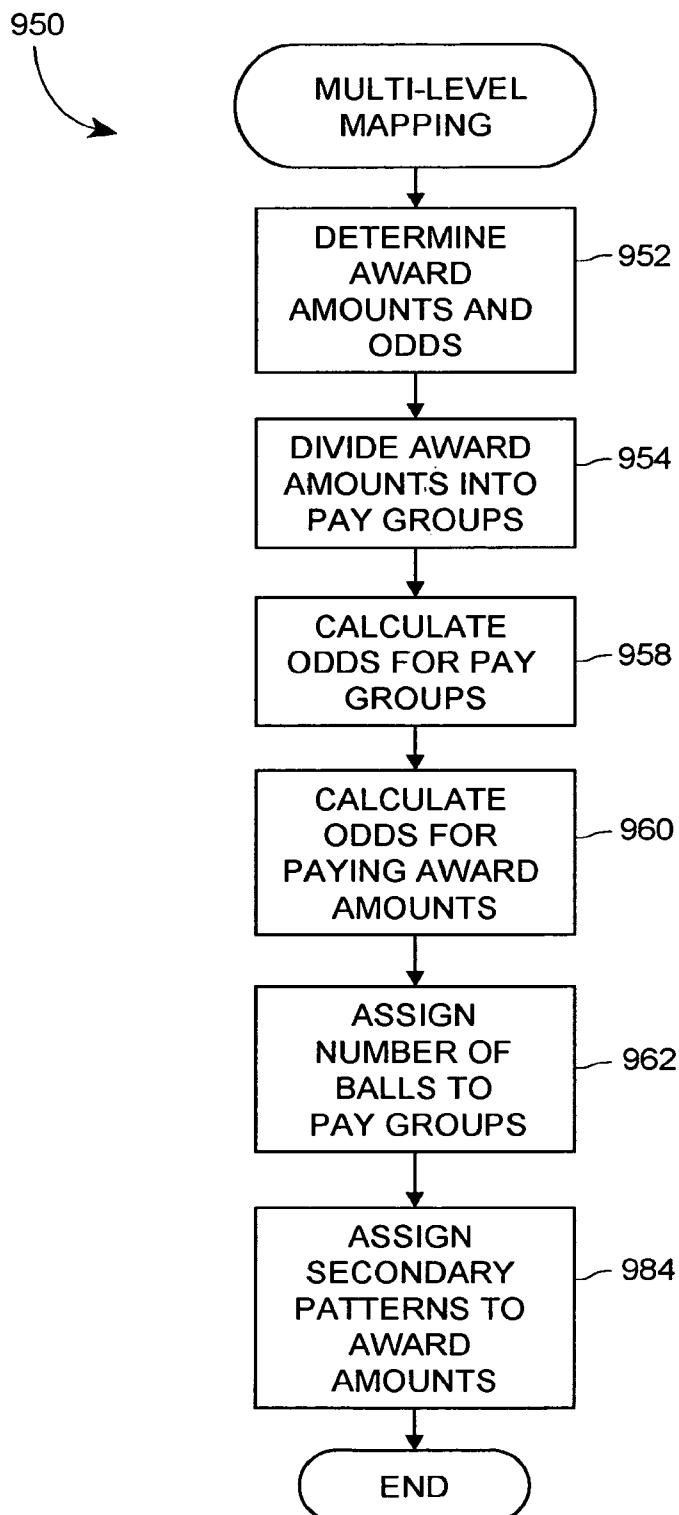 950
MULTI-LEVEL
MAPPING
DETERMINE
AWARD
AMOUNTS AND
ODDS
952
DIVIDE AWARD
AMOUNTS INTO
PAY GROUPS
954
CALCULATE
ODDS FOR PAY
GROUPS
958
CALCULATE
ODDS FOR
PAYING AWARD
AMOUNTS
960
ASSIGN
NUMBER OF
BALLS TO
PAY GROUPS
962
ASSIGN
SECONDARY
PATTERNS TO
AWARD
AMOUNTS
984
END